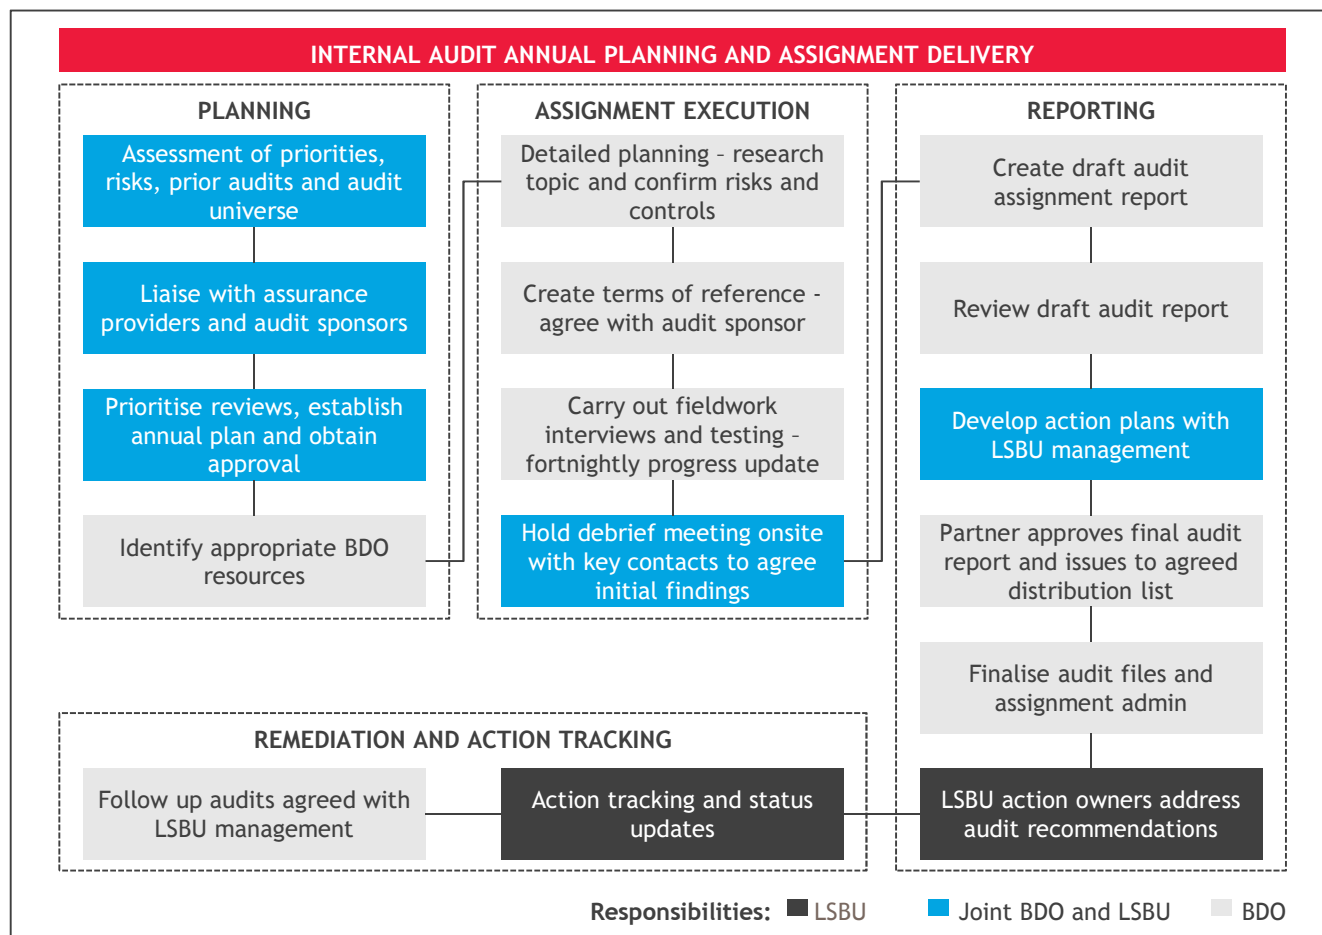 INTERNAL AUDIT ANNUAL PLANNING AND ASSIGNMENT DELIVERY
PLANNING
Assessment of priorities,
risks, prior audits and audit
universe
Liaise with assurance
providers and audit sponsors
Prioritise reviews, establish
annual plan and obtain
approval
Identify appropriate BDO
resources
ASSIGNMENT EXECUTION
Detailed planning – research
topic and confirm risks and
controls
Create terms of reference -
agree with audit sponsor
Carry out fieldwork
interviews and testing –
fortnightly progress update
Hold debrief meeting onsite
with key contacts to agree
initial findings
REPORTING
Create draft audit
assignment report
Review draft audit report
Develop action plans with
LSBU management
Partner approves final audit
report and issues to agreed
distribution list
Finalise audit files and
assignment admin
LSBU action owners address
audit recommendations
REMEDIATION AND ACTION TRACKING
Follow up audits agreed with
LSBU management
Action tracking and status
updates
Responsibilities: LSBU Joint BDO and LSBU BDO